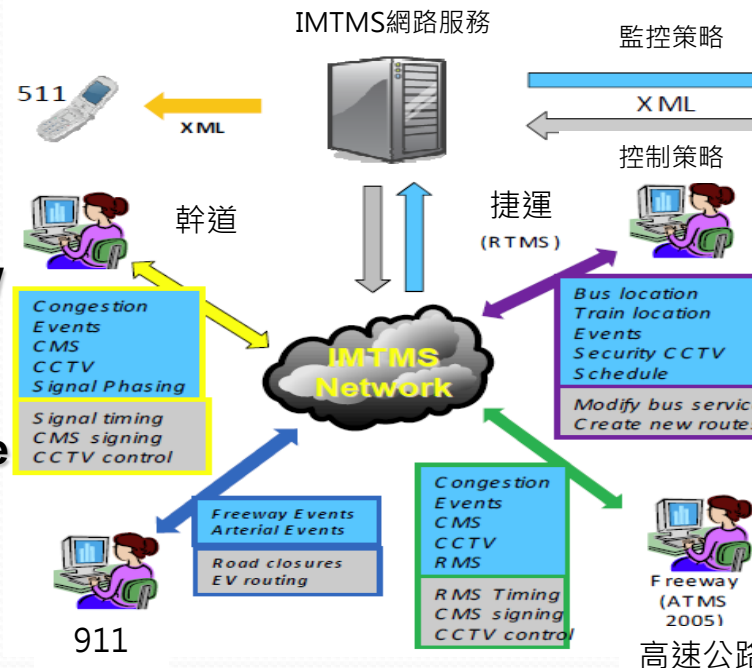 IMTMS網路服務
監控策略
511
XML
XML
控制策略
幹道
捷運
(RTMS)
Congestion
Events
CMS
CCTV
Signal Phasing
Signal timing
CMS signing
CCTV control
IMTMS
Network
Bus location
Train location
Events
Security CCTV
Schedule
Modify bus servic
Create new route
Freeway Events
Arterial Events
Road closures
EV routing
911
Congestion
Events
CMS
CCTV
RMS
RMS Timing
CMS signing
CCTV control
Freeway
(ATMS
2005)
高速公路